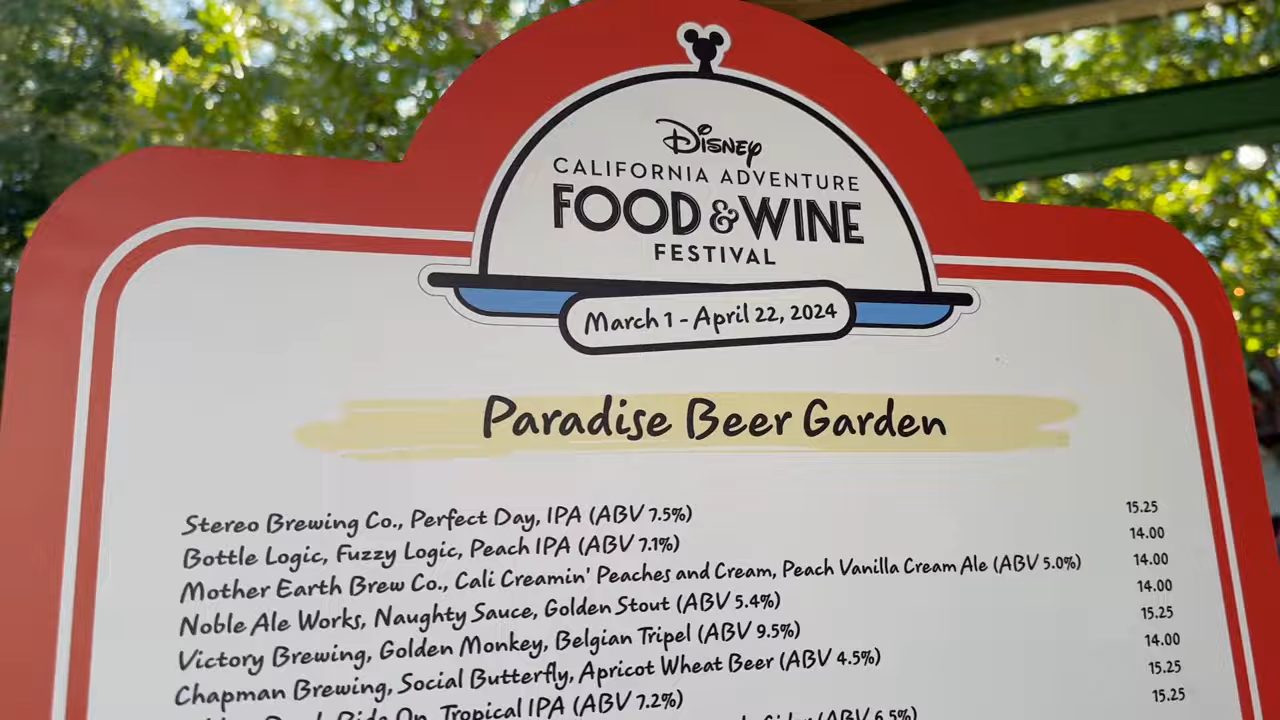 Disney
CALIFORNIA ADVENTURE
FOOD & WINE
FESTIVAL
March 1 - April 22, 2024
Paradise Beer Garden
Stereo Brewing Co., Perfect Day, IPA (ABV 7.5%) 15.25
Bottle Logic, Fuzzy Logic, Peach IPA (ABV 7.1%) 14.00
Mother Earth Brew Co., Cali Creamin' Peaches and Cream, Peach Vanilla Cream Ale (ABV 5.0%) 14.00
Noble Ale Works, Naughty Sauce, Golden Stout (ABV 5.4%) 14.00
Victory Brewing, Golden Monkey, Belgian Tripel (ABV 9.5%) 15.25
Chapman Brewing, Social Butterfly, Apricot Wheat Beer (ABV 4.5%) 14.00
Ride On, Tropical IPA (ABV 7.2%) 15.25
(ABV 6.5%) 15.25